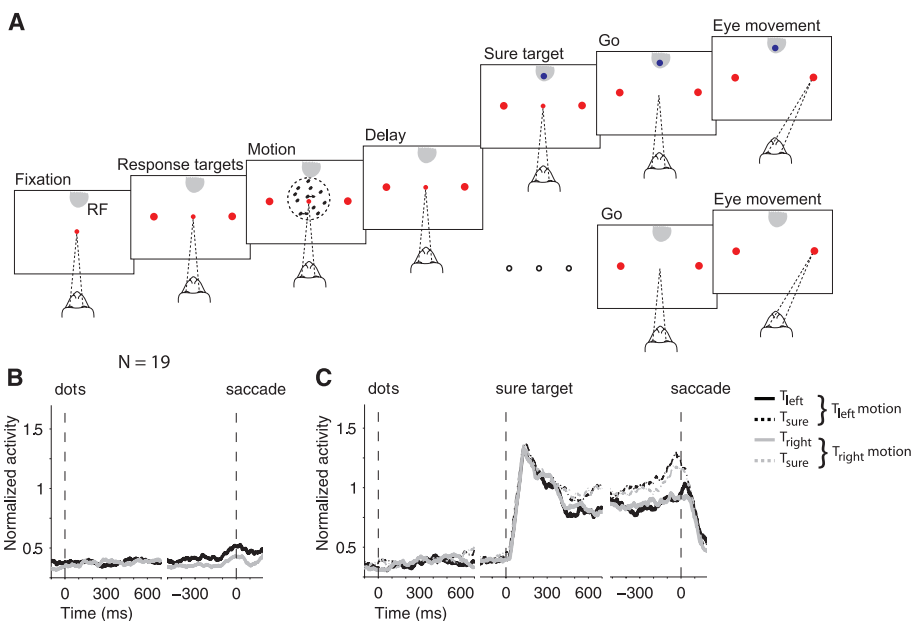 A
Fixation
RF
Response targets
Motion
Delay
Sure target
Go
Eye movement
Go
Eye movement
N = 19
B
dots
saccade
Normalized activity
1.5
1
0.5
0 300 600
−300 0
Time (ms)
C
dots
sure target
saccade
Normalized activity
1.5
1
0.5
0 300 600
0 300 600
−300 0
Time (ms)
Tleft
Tsure
} Tleft motion
Tright
Tsure
} Tright motion